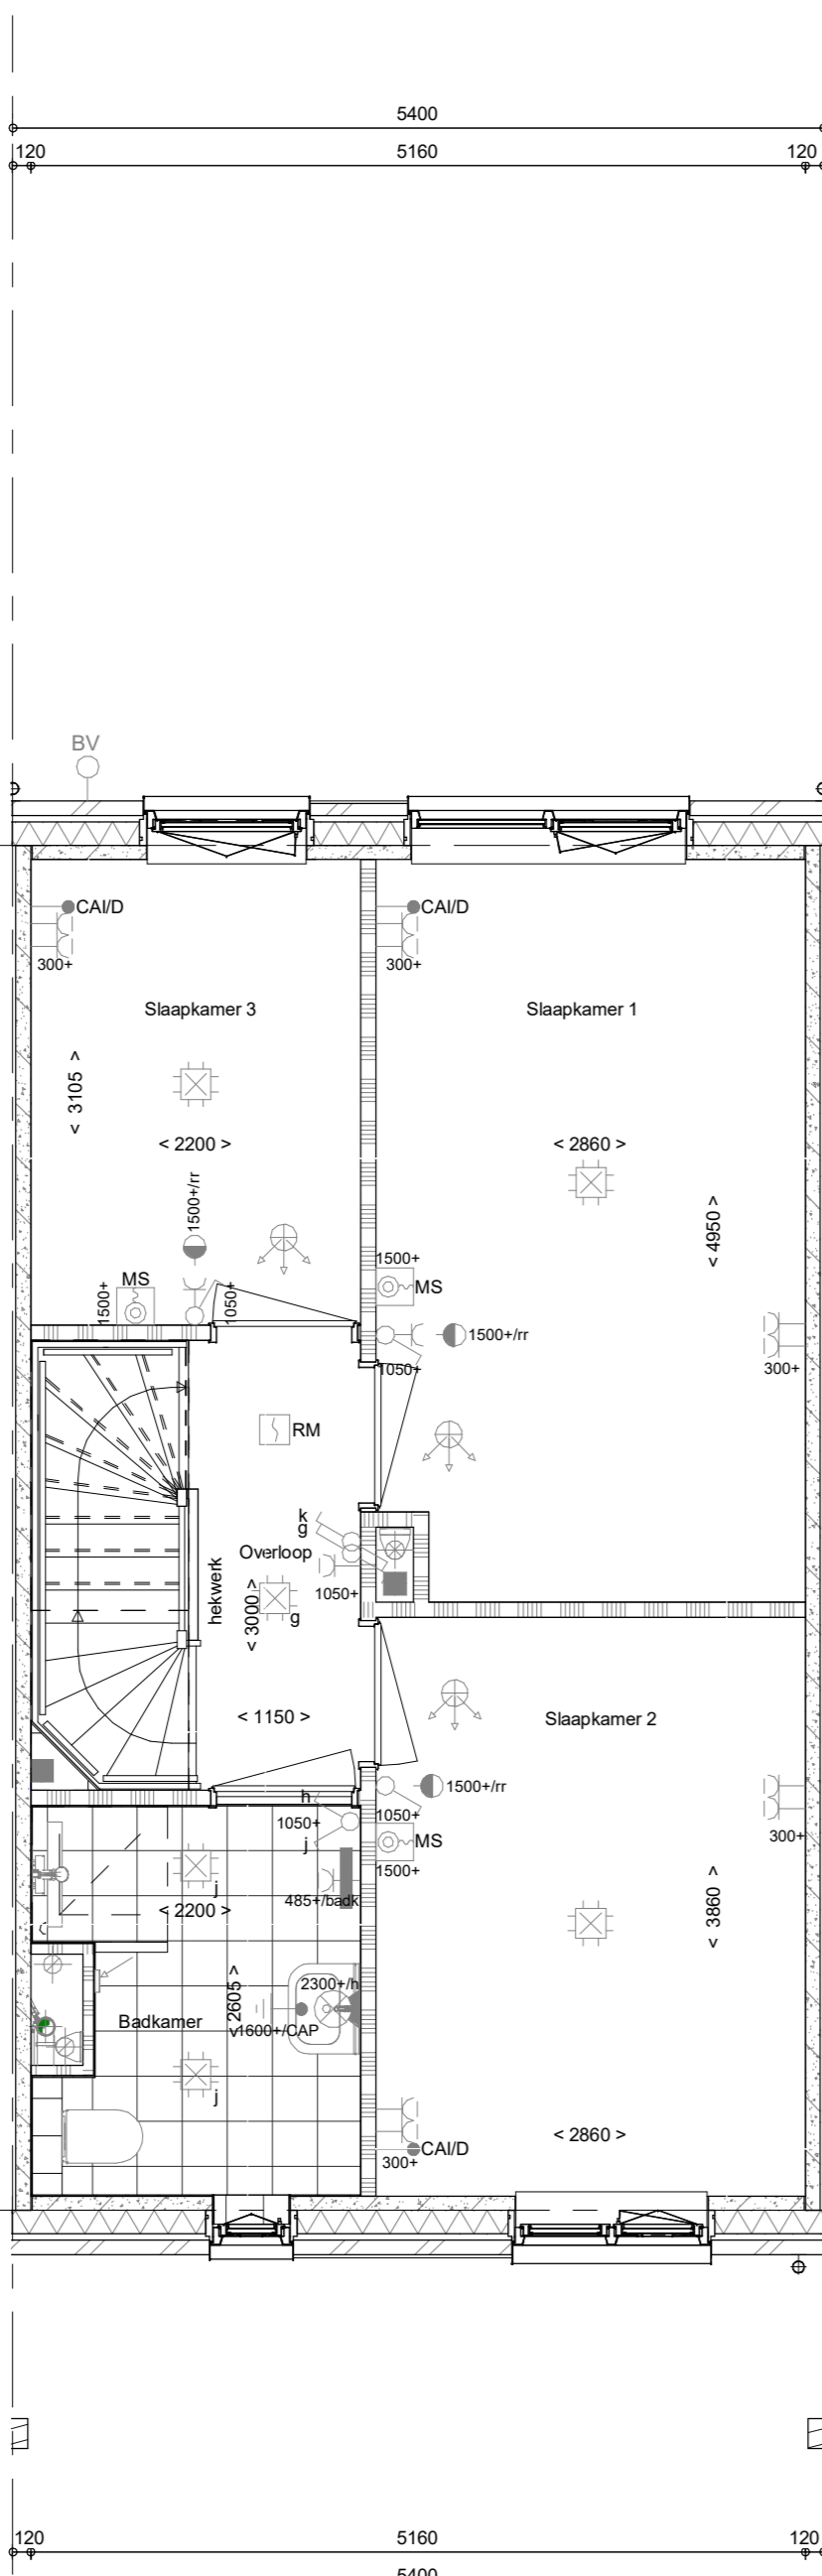 5400
120 5160 120
BV
CAI/D CAI/D
300+ 300+
Slaapkamer 3 Slaapkamer 1
< 3105 >
< 2200 > < 2860 >
1500+/rr
< 4950 >
1500+ MS 1050+
1500+
MS
1500+/rr
1050+
300+
RM
k
g
Overloop
1050+
hekwerk
< 3000 >
g
< 1150 >
Slaapkamer 2
h
1050+
j
1500+/rr
1050+
MS
1500+
300+
j
485+/badk
< 2200 >
< 3860 >
2300+/h
< 2605 >
Badkamer
1600+/CAP
j
< 2860 >
CAI/D
300+
120 5160 120
5400